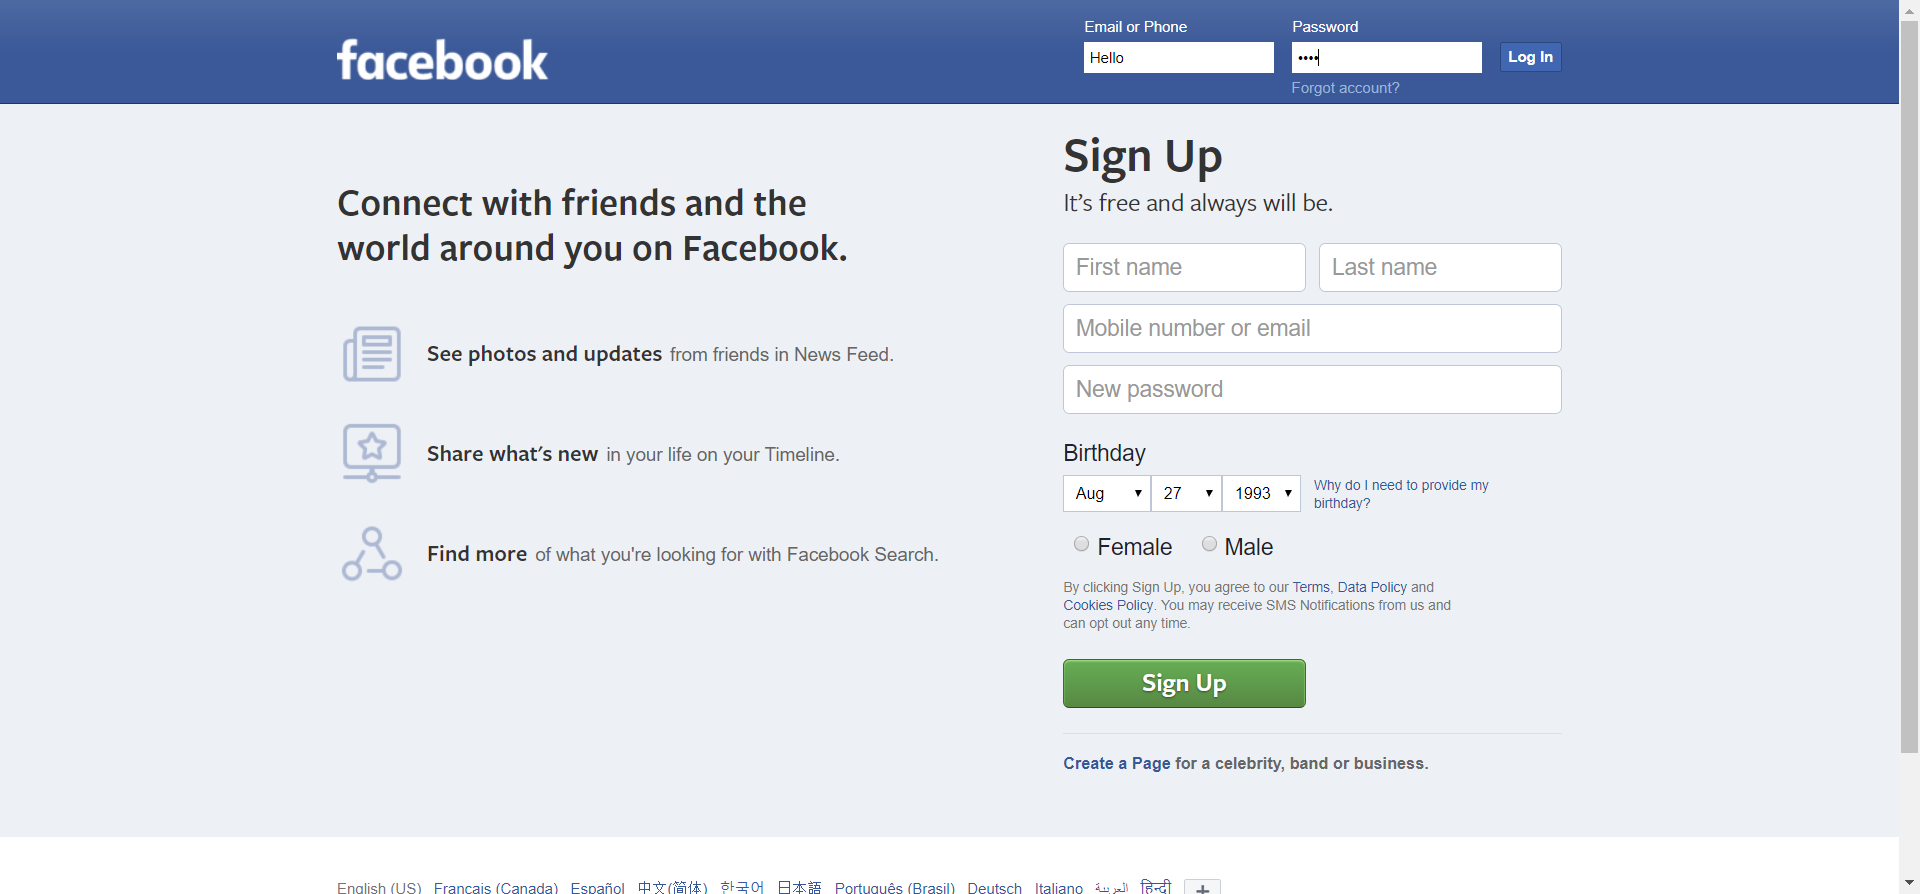 facebook
Email or Phone
Password
Hello
••••
Log In
Forgot account?
Connect with friends and the
world around you on Facebook.
See photos and updates from friends in News Feed.
Share what's new in your life on your Timeline.
Find more of what you're looking for with Facebook Search.
Sign Up
It’s free and always will be.
First name
Last name
Mobile number or email
New password
Birthday
Aug 27 1993
Why do I need to provide my
birthday?
Female Male
By clicking Sign Up, you agree to our Terms, Data Policy and
Cookies Policy. You may receive SMS Notifications from us and
can opt out any time.
Sign Up
Create a Page for a celebrity, band or business.
English (US) Français (Canada) Español 中文(简体) 한국어 日本語 Português (Brasil) Deutsch Italiano العربية हिन्दी +